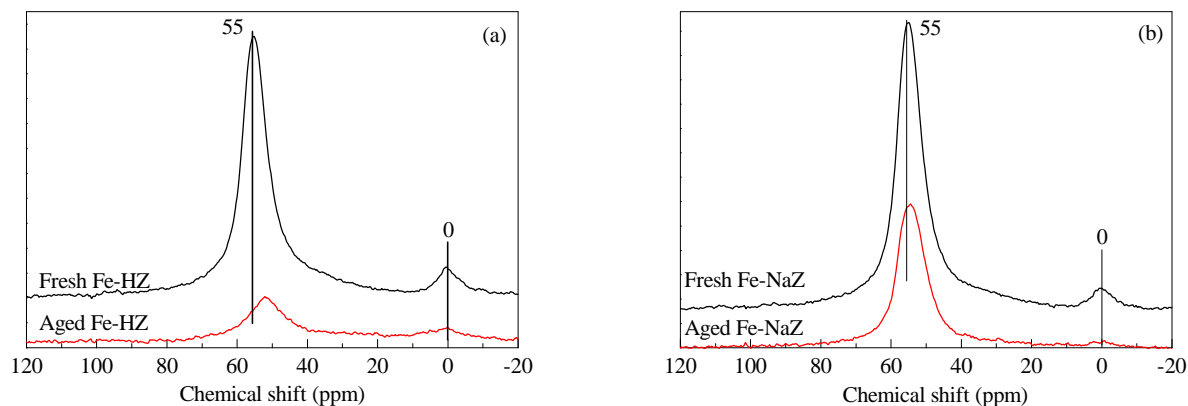 55
(a)
0
Fresh Fe-HZ
Aged Fe-HZ
120 100 80 60 40 20 0 -20
Chemical shift (ppm)
55
(b)
0
Fresh Fe-NaZ
Aged Fe-NaZ
120 100 80 60 40 20 0 -20
Chemical shift (ppm)